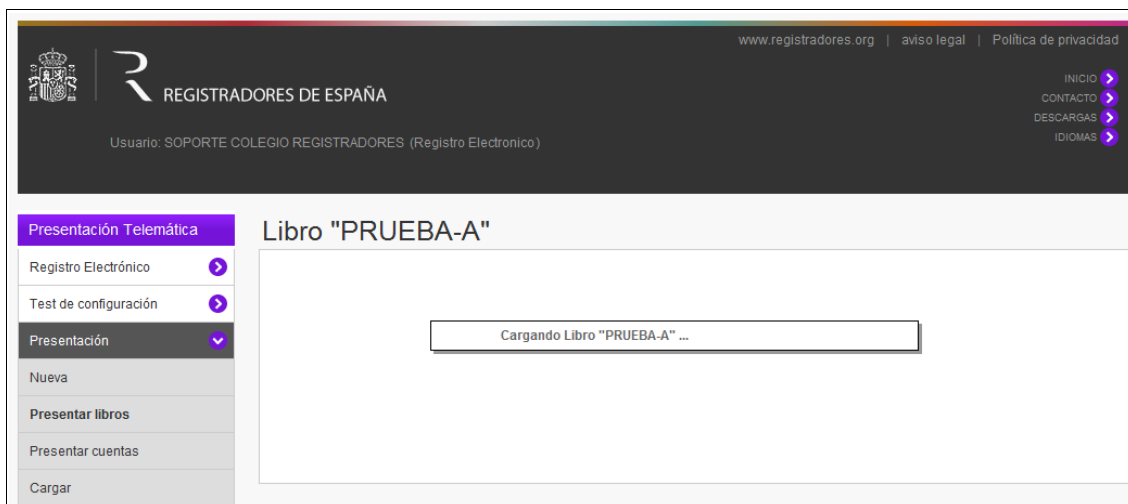 www.registradores.org | aviso legal | Política de privacidad
INICIO
CONTACTO
DESCARGAS
IDIOMAS
REGISTRADORES DE ESPAÑA
Usuario: SOPORTE COLEGIO REGISTRADORES (Registro Electronico)
Presentación Telemática
Registro Electrónico
Test de configuración
Presentación
Nueva
Presentar libros
Presentar cuentas
Cargar
Libro "PRUEBA-A"
Cargando Libro "PRUEBA-A" ...